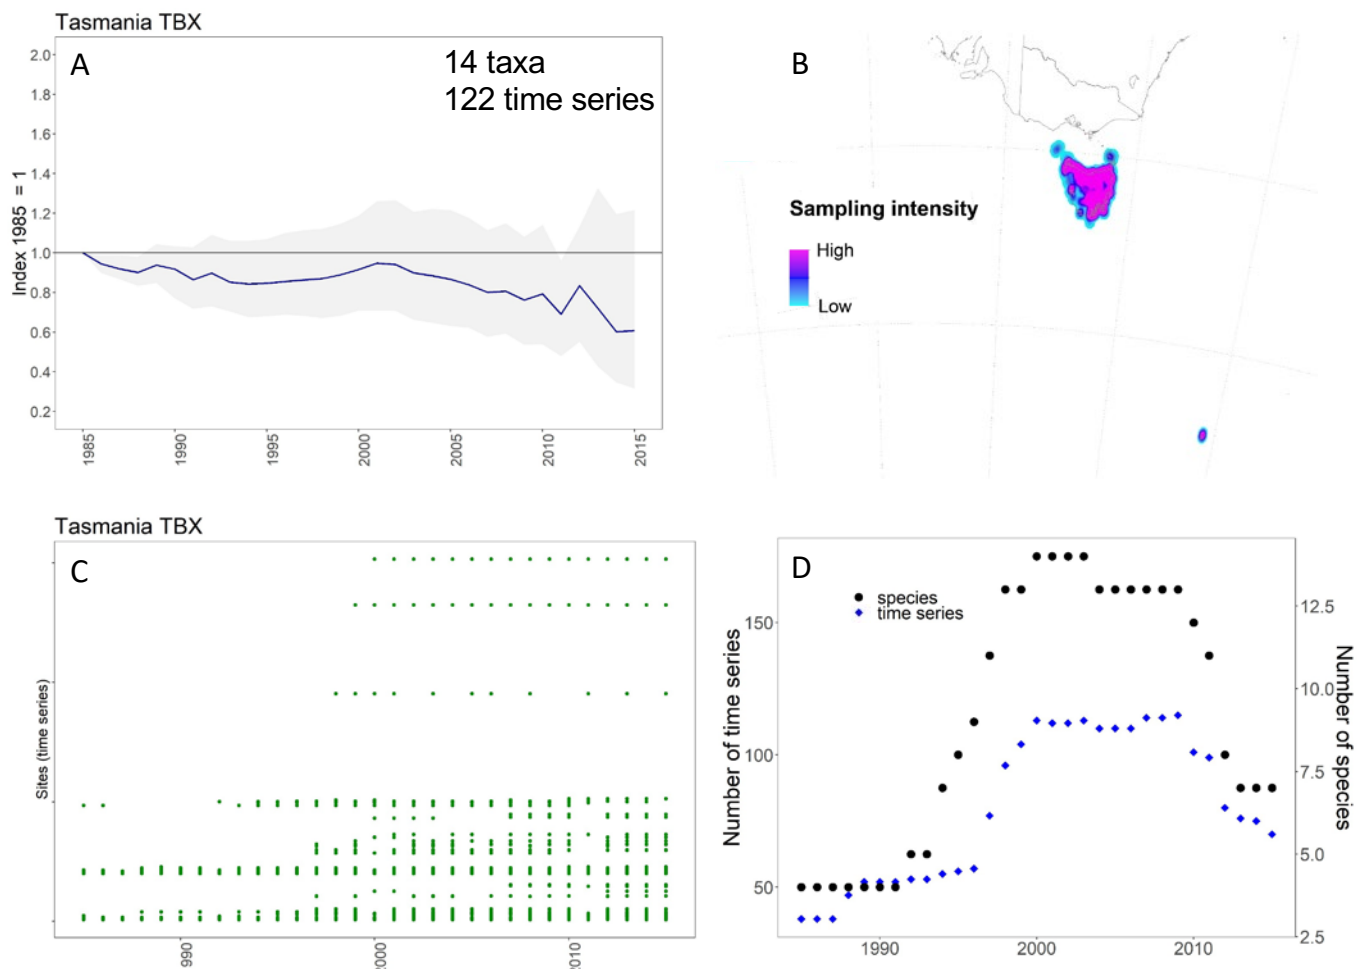 Tasmania TBX
A
14 taxa
122 time series
2.0
1.8
1.6
1.4
1.2
1.0
0.8
0.6
0.4
0.2
Index 1985 = 1
1985
1990
1995
2000
2005
2010
2015
B
Sampling intensity
High
Low
Tasmania TBX
C
Sites (time series)
990
2000
2010
D
species
time series
150
100
50
Number of time series
12.5
10.0
7.5
5.0
2.5
Number of species
1990
2000
2010